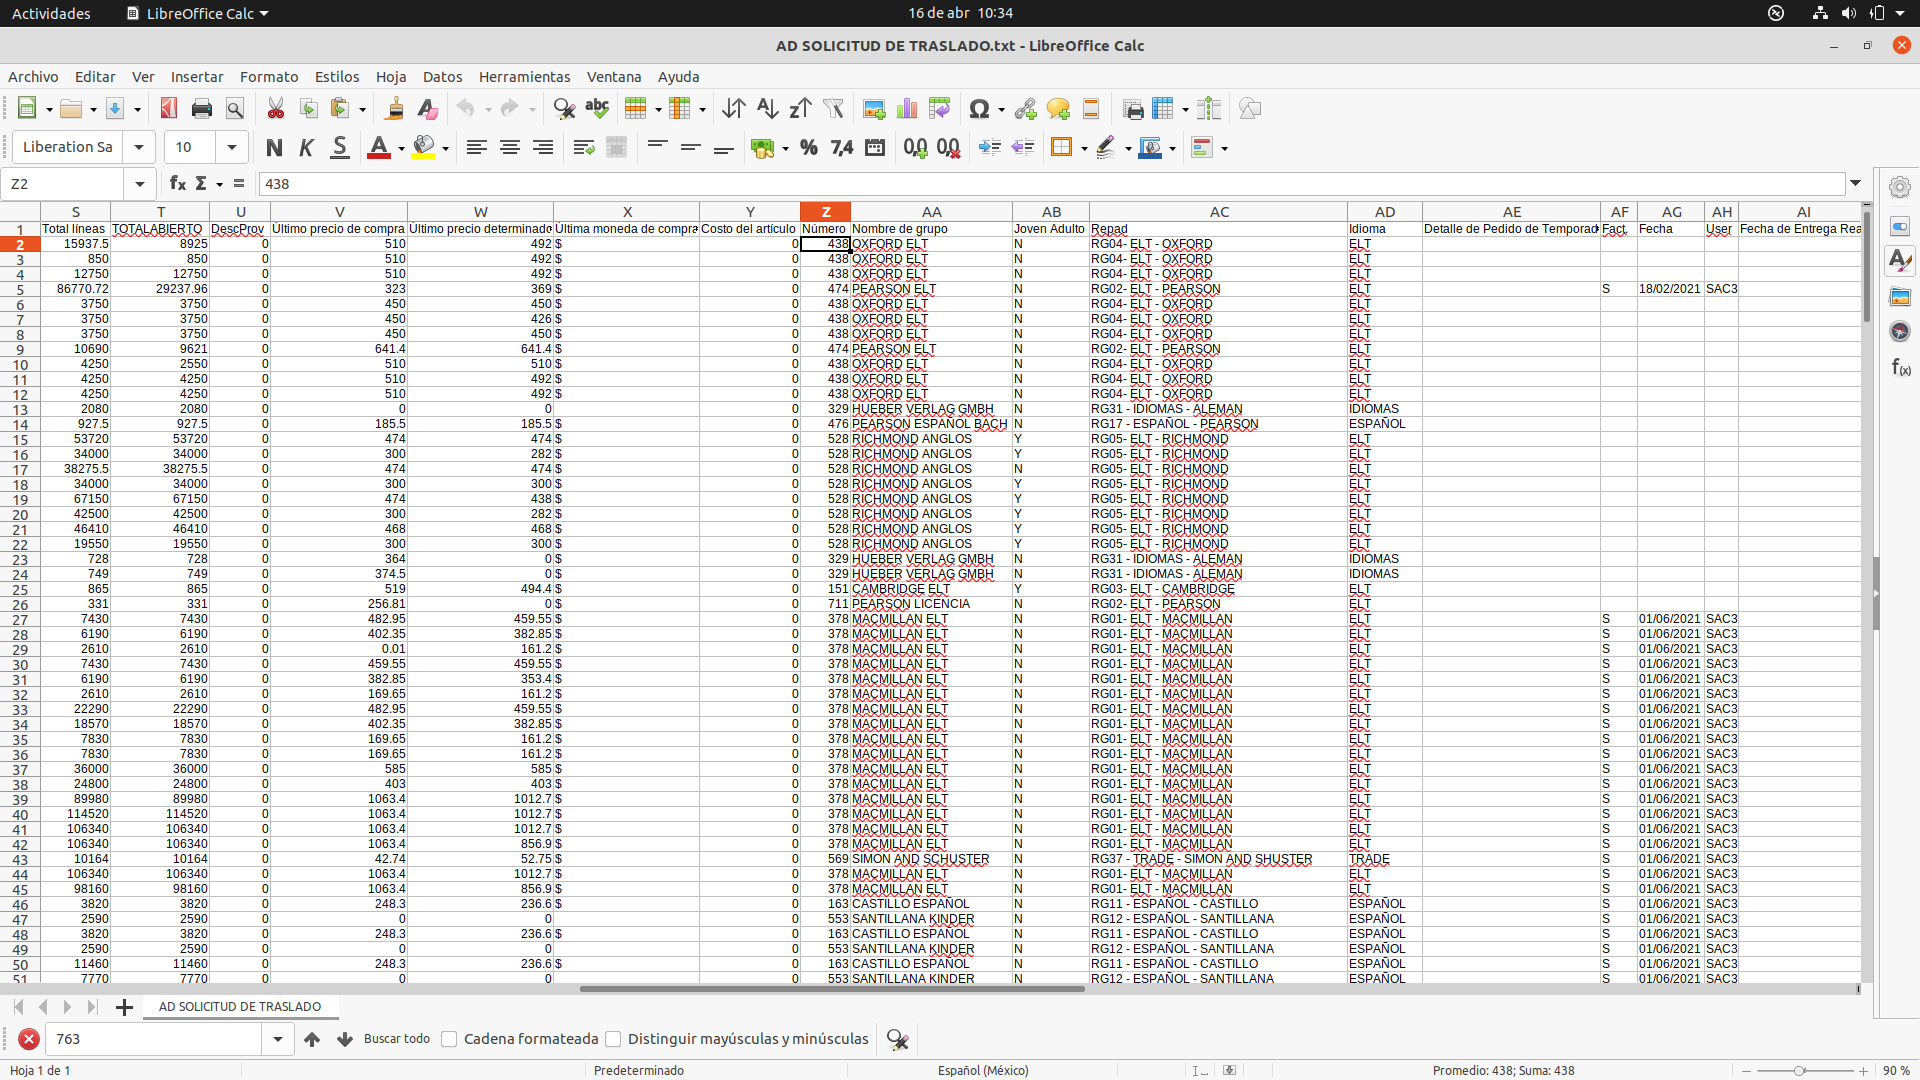 Actividades LibreOffice Calc 16 de abr 10:34
AD SOLICITUD DE TRASLADO.txt - LibreOffice Calc
Archivo Editar Ver Insertar Formato Estilos Hoja Datos Herramientas Ventana Ayuda
Liberation Sa 10 N K S A % 7,4
Z2 fx Σ = 438
S T U V W X Y Z AA AB AC AD AE AF AG AH AI
1 Total líneas TOTALABIERTO DescProv Último precio de compra Último precio determinado Última moneda de compra Costo del artículo Número Nombre de grupo Joven Adulto Repad Idioma Detalle de Pedido de Temporad Fact. Fecha User Fecha de Entrega Rea
2 15937.5 8925 0 510 492 $ 0 438 OXFORD ELT N RG04- ELT - OXFORD ELT
3 850 850 0 510 492 $ 0 438 OXFORD ELT N RG04- ELT - OXFORD ELT
4 12750 12750 0 510 492 $ 0 438 OXFORD ELT N RG04- ELT - OXFORD ELT
5 86770.72 29237.96 0 323 369 $ 0 474 PEARSON ELT N RG02- ELT - PEARSON ELT S 18/02/2021 SAC3
6 3750 3750 0 450 450 $ 0 438 OXFORD ELT N RG04- ELT - OXFORD ELT
7 3750 3750 0 450 426 $ 0 438 OXFORD ELT N RG04- ELT - OXFORD ELT
8 3750 3750 0 450 450 $ 0 438 OXFORD ELT N RG04- ELT - OXFORD ELT
9 10690 9621 0 641.4 641.4 $ 0 474 PEARSON ELT N RG02- ELT - PEARSON ELT
10 4250 2550 0 510 510 $ 0 438 OXFORD ELT N RG04- ELT - OXFORD ELT
11 4250 4250 0 510 492 $ 0 438 OXFORD ELT N RG04- ELT - OXFORD ELT
12 4250 4250 0 510 492 $ 0 438 OXFORD ELT N RG04- ELT - OXFORD ELT
13 2080 2080 0 0 0 0 329 HUEBER VERLAG GMBH N RG31 - IDIOMAS - ALEMAN IDIOMAS
14 927.5 927.5 0 185.5 185.5 $ 0 476 PEARSON ESPAÑOL BACH N RG17 - ESPAÑOL - PEARSON ESPAÑOL
15 53720 53720 0 474 474 $ 0 528 RICHMOND ANGLOS Y RG05- ELT - RICHMOND ELT
16 34000 34000 0 300 282 $ 0 528 RICHMOND ANGLOS Y RG05- ELT - RICHMOND ELT
17 38275.5 38275.5 0 474 474 $ 0 528 RICHMOND ANGLOS N RG05- ELT - RICHMOND ELT
18 34000 34000 0 300 300 $ 0 528 RICHMOND ANGLOS Y RG05- ELT - RICHMOND ELT
19 67150 67150 0 474 438 $ 0 528 RICHMOND ANGLOS Y RG05- ELT - RICHMOND ELT
20 42500 42500 0 300 282 $ 0 528 RICHMOND ANGLOS Y RG05- ELT - RICHMOND ELT
21 46410 46410 0 468 468 $ 0 528 RICHMOND ANGLOS Y RG05- ELT - RICHMOND ELT
22 19550 19550 0 300 300 $ 0 528 RICHMOND ANGLOS Y RG05- ELT - RICHMOND ELT
23 728 728 0 364 0 $ 0 329 HUEBER VERLAG GMBH N RG31 - IDIOMAS - ALEMAN IDIOMAS
24 749 749 0 374.5 0 $ 0 329 HUEBER VERLAG GMBH N RG31 - IDIOMAS - ALEMAN IDIOMAS
25 865 865 0 519 494.4 $ 0 151 CAMBRIDGE ELT Y RG03- ELT - CAMBRIDGE ELT
26 331 331 0 256.81 0 $ 0 711 PEARSON LICENCIA N RG02- ELT - PEARSON ELT
27 7430 7430 0 482.95 459.55 $ 0 378 MACMILLAN ELT N RG01- ELT - MACMILLAN ELT S 01/06/2021 SAC3
28 6190 6190 0 402.35 382.85 $ 0 378 MACMILLAN ELT N RG01- ELT - MACMILLAN ELT S 01/06/2021 SAC3
29 2610 2610 0 0.01 161.2 $ 0 378 MACMILLAN ELT N RG01- ELT - MACMILLAN ELT S 01/06/2021 SAC3
30 7430 7430 0 459.55 459.55 $ 0 378 MACMILLAN ELT N RG01- ELT - MACMILLAN ELT S 01/06/2021 SAC3
31 6190 6190 0 382.85 353.4 $ 0 378 MACMILLAN ELT N RG01- ELT - MACMILLAN ELT S 01/06/2021 SAC3
32 2610 2610 0 169.65 161.2 $ 0 378 MACMILLAN ELT N RG01- ELT - MACMILLAN ELT S 01/06/2021 SAC3
33 22290 22290 0 482.95 459.55 $ 0 378 MACMILLAN ELT N RG01- ELT - MACMILLAN ELT S 01/06/2021 SAC3
34 18570 18570 0 402.35 382.85 $ 0 378 MACMILLAN ELT N RG01- ELT - MACMILLAN ELT S 01/06/2021 SAC3
35 7830 7830 0 169.65 161.2 $ 0 378 MACMILLAN ELT N RG01- ELT - MACMILLAN ELT S 01/06/2021 SAC3
36 7830 7830 0 169.65 161.2 $ 0 378 MACMILLAN ELT N RG01- ELT - MACMILLAN ELT S 01/06/2021 SAC3
37 36000 36000 0 585 585 $ 0 378 MACMILLAN ELT N RG01- ELT - MACMILLAN ELT S 01/06/2021 SAC3
38 24800 24800 0 403 403 $ 0 378 MACMILLAN ELT N RG01- ELT - MACMILLAN ELT S 01/06/2021 SAC3
39 89980 89980 0 1063.4 1012.7 $ 0 378 MACMILLAN ELT N RG01- ELT - MACMILLAN ELT S 01/06/2021 SAC3
40 114520 114520 0 1063.4 1012.7 $ 0 378 MACMILLAN ELT N RG01- ELT - MACMILLAN ELT S 01/06/2021 SAC3
41 106340 106340 0 1063.4 1012.7 $ 0 378 MACMILLAN ELT N RG01- ELT - MACMILLAN ELT S 01/06/2021 SAC3
42 106340 106340 0 1063.4 856.9 $ 0 378 MACMILLAN ELT N RG01- ELT - MACMILLAN ELT S 01/06/2021 SAC3
43 10164 10164 0 42.74 52.75 $ 0 569 SIMON AND SCHUSTER N RG37 - TRADE - SIMON AND SHUSTER TRADE S 01/06/2021 SAC3
44 106340 106340 0 1063.4 1012.7 $ 0 378 MACMILLAN ELT N RG01- ELT - MACMILLAN ELT S 01/06/2021 SAC3
45 98160 98160 0 1063.4 856.9 $ 0 378 MACMILLAN ELT N RG01- ELT - MACMILLAN ELT S 01/06/2021 SAC3
46 3820 3820 0 248.3 236.6 $ 0 163 CASTILLO ESPAÑOL N RG11 - ESPAÑOL - CASTILLO ESPAÑOL S 01/06/2021 SAC3
47 2590 2590 0 0 0 0 553 SANTILLANA KINDER N RG12 - ESPAÑOL - SANTILLANA ESPAÑOL S 01/06/2021 SAC3
48 3820 3820 0 248.3 236.6 $ 0 163 CASTILLO ESPAÑOL N RG11 - ESPAÑOL - CASTILLO ESPAÑOL S 01/06/2021 SAC3
49 2590 2590 0 0 0 0 553 SANTILLANA KINDER N RG12 - ESPAÑOL - SANTILLANA ESPAÑOL S 01/06/2021 SAC3
50 11460 11460 0 248.3 236.6 $ 0 163 CASTILLO ESPAÑOL N RG11 - ESPAÑOL - CASTILLO ESPAÑOL S 01/06/2021 SAC3
51 7770 7770 0 0 0 0 553 SANTILLANA KINDER N RG12 - ESPAÑOL - SANTILLANA ESPAÑOL S 01/06/2021 SAC3
AD SOLICITUD DE TRASLADO
763 Buscar todo Cadena formateada Distinguir mayúsculas y minúsculas
Hoja 1 de 1 Predeterminado Español (México) Promedio: 438; Suma: 438 90 %